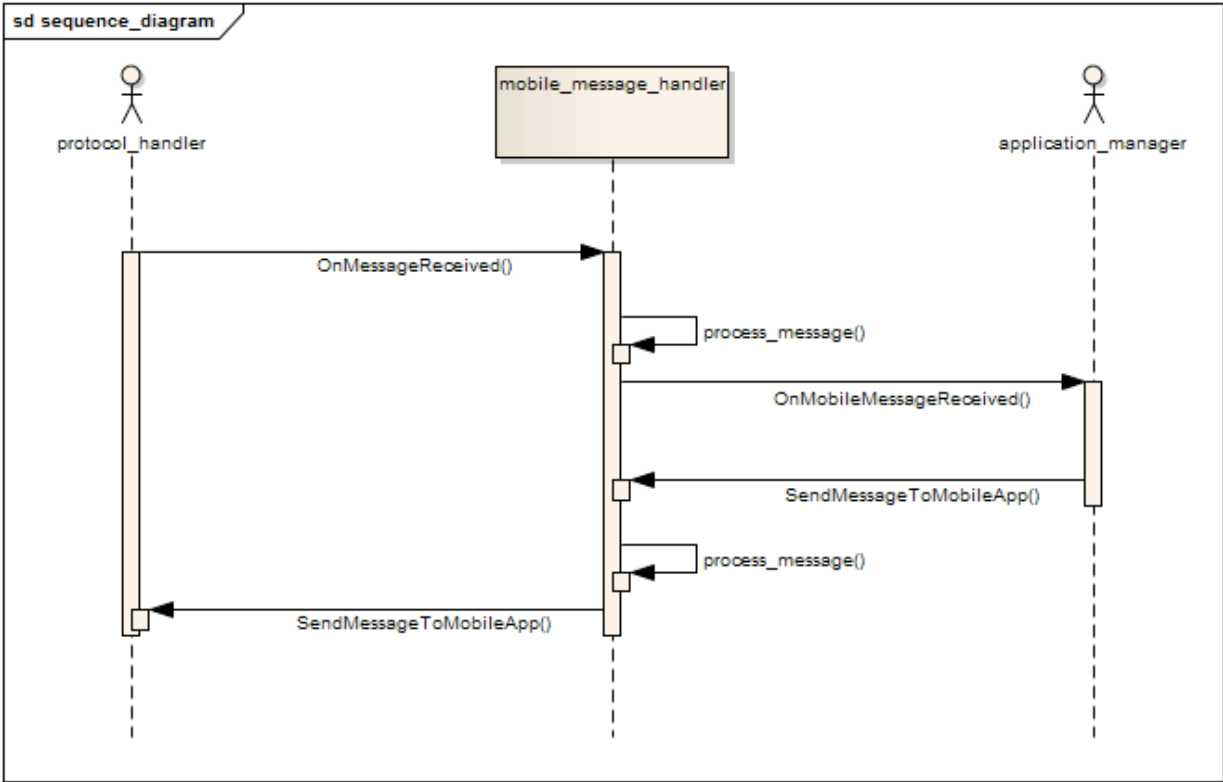 sd sequence_diagram
protocol_handler
mobile_message_handler
application_manager
OnMessageReceived()
process_message()
OnMobileMessageReceived()
SendMessageToMobileApp()
process_message()
SendMessageToMobileApp()